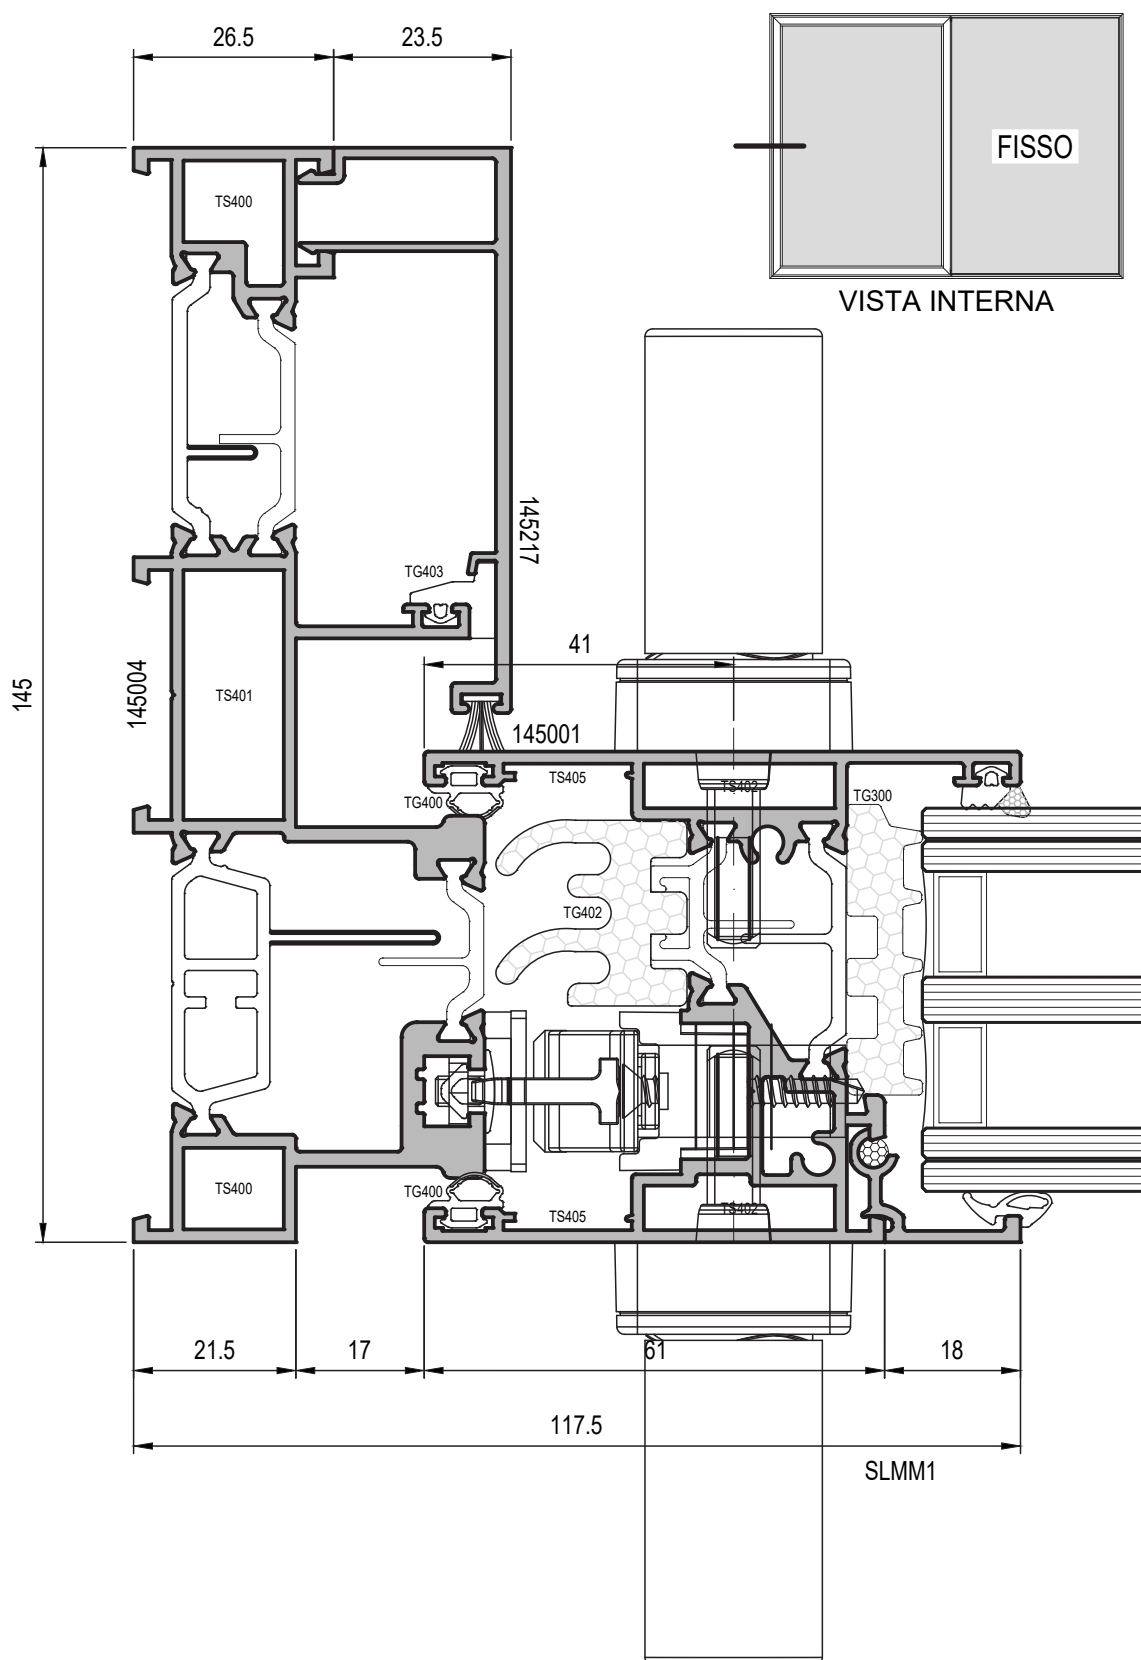 26.5
23.5
FISSO
VISTA INTERNA
TS400
145217
TG403
41
145
145004
TS401
145001
TS405
TS402
TG400
TG300
TG402
TS400
TG400
TS405
TS402
21.5
17
61
18
117.5
SLMM1